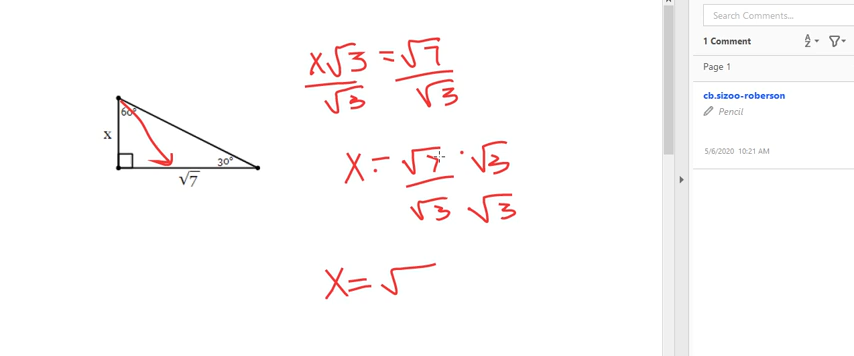 60°
x
30°
√7
x√3 = √7
√3 √3
x = √7 · √3
√3 √3
x = √
Search Comments...
1 Comment
A
Z
Page 1
cb.sizoo-roberson
Pencil
5/6/2020 10:21 AM